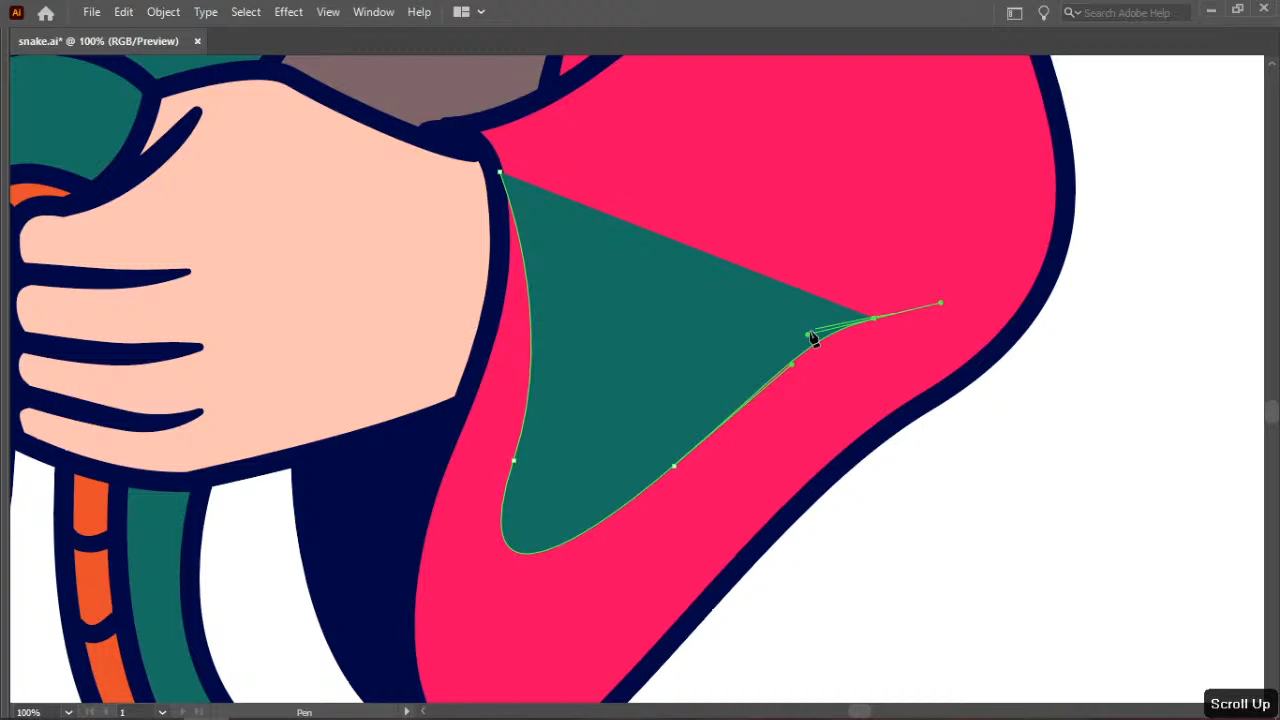 Ai File Edit Object Type Select Effect View Window Help Search Adobe Help
snake.ai* @ 100% (RGB/Preview) ×
Scroll Up
100% 1 Pen